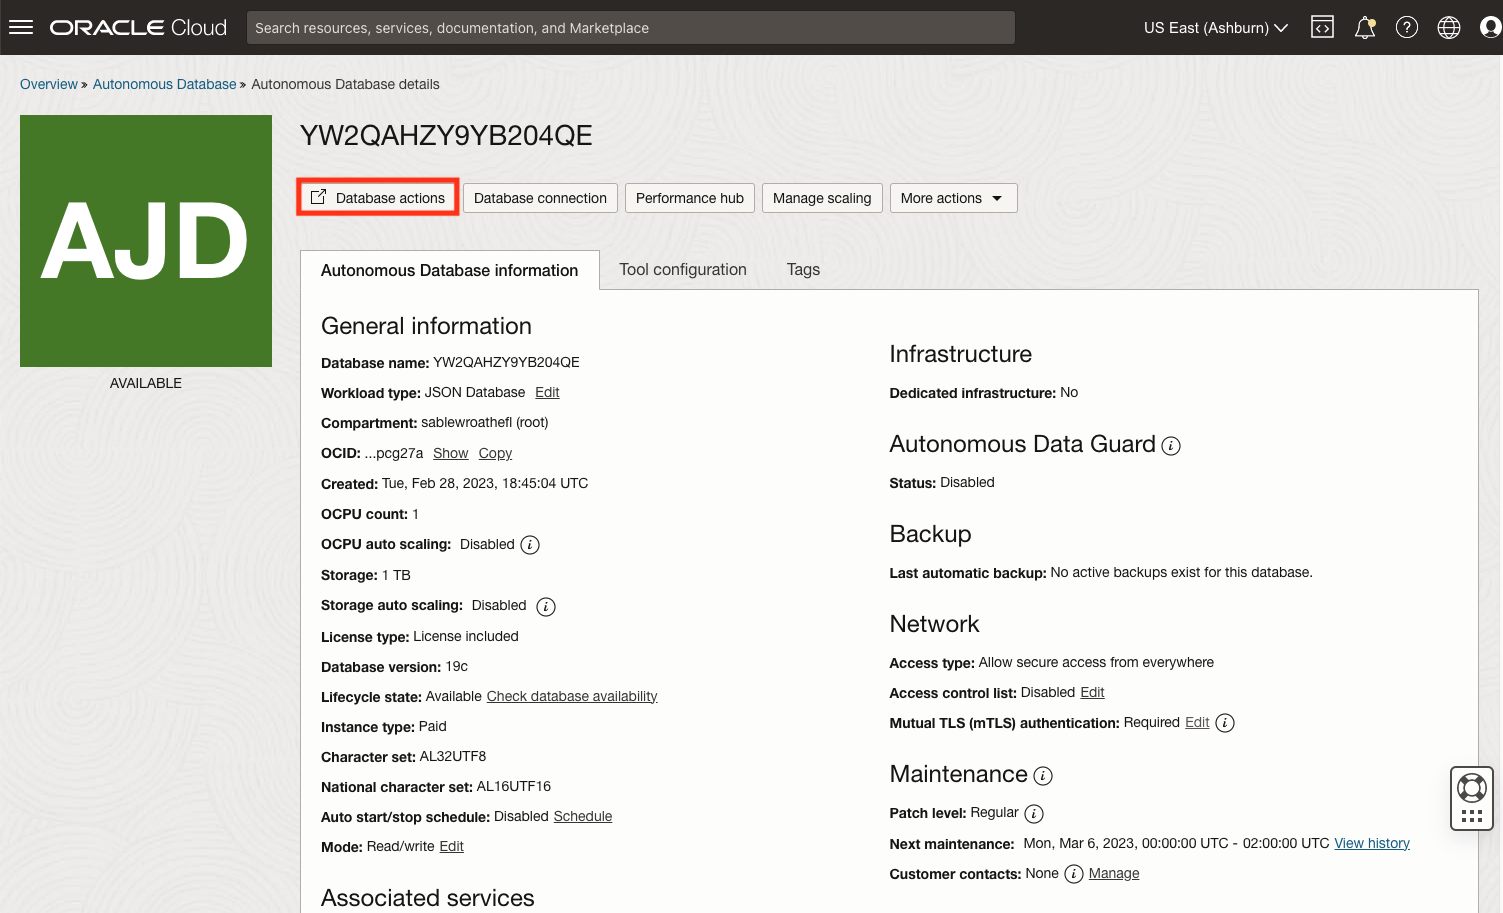 ORACLE Cloud
Search resources, services, documentation, and Marketplace
US East (Ashburn)
Overview » Autonomous Database » Autonomous Database details
AJD
AVAILABLE
YW2QAHZY9YB204QE
Database actions
Database connection
Performance hub
Manage scaling
More actions
Autonomous Database information
Tool configuration
Tags
General information
Database name: YW2QAHZY9YB204QE
Workload type: JSON Database Edit
Compartment: sablewroathefl (root)
OCID: ...pcg27a Show Copy
Created: Tue, Feb 28, 2023, 18:45:04 UTC
OCPU count: 1
OCPU auto scaling: Disabled
Storage: 1 TB
Storage auto scaling: Disabled
License type: License included
Database version: 19c
Lifecycle state: Available Check database availability
Instance type: Paid
Character set: AL32UTF8
National character set: AL16UTF16
Auto start/stop schedule: Disabled Schedule
Mode: Read/write Edit
Associated services
Infrastructure
Dedicated infrastructure: No
Autonomous Data Guard
Status: Disabled
Backup
Last automatic backup: No active backups exist for this database.
Network
Access type: Allow secure access from everywhere
Access control list: Disabled Edit
Mutual TLS (mTLS) authentication: Required Edit
Maintenance
Patch level: Regular
Next maintenance: Mon, Mar 6, 2023, 00:00:00 UTC - 02:00:00 UTC View history
Customer contacts: None Manage